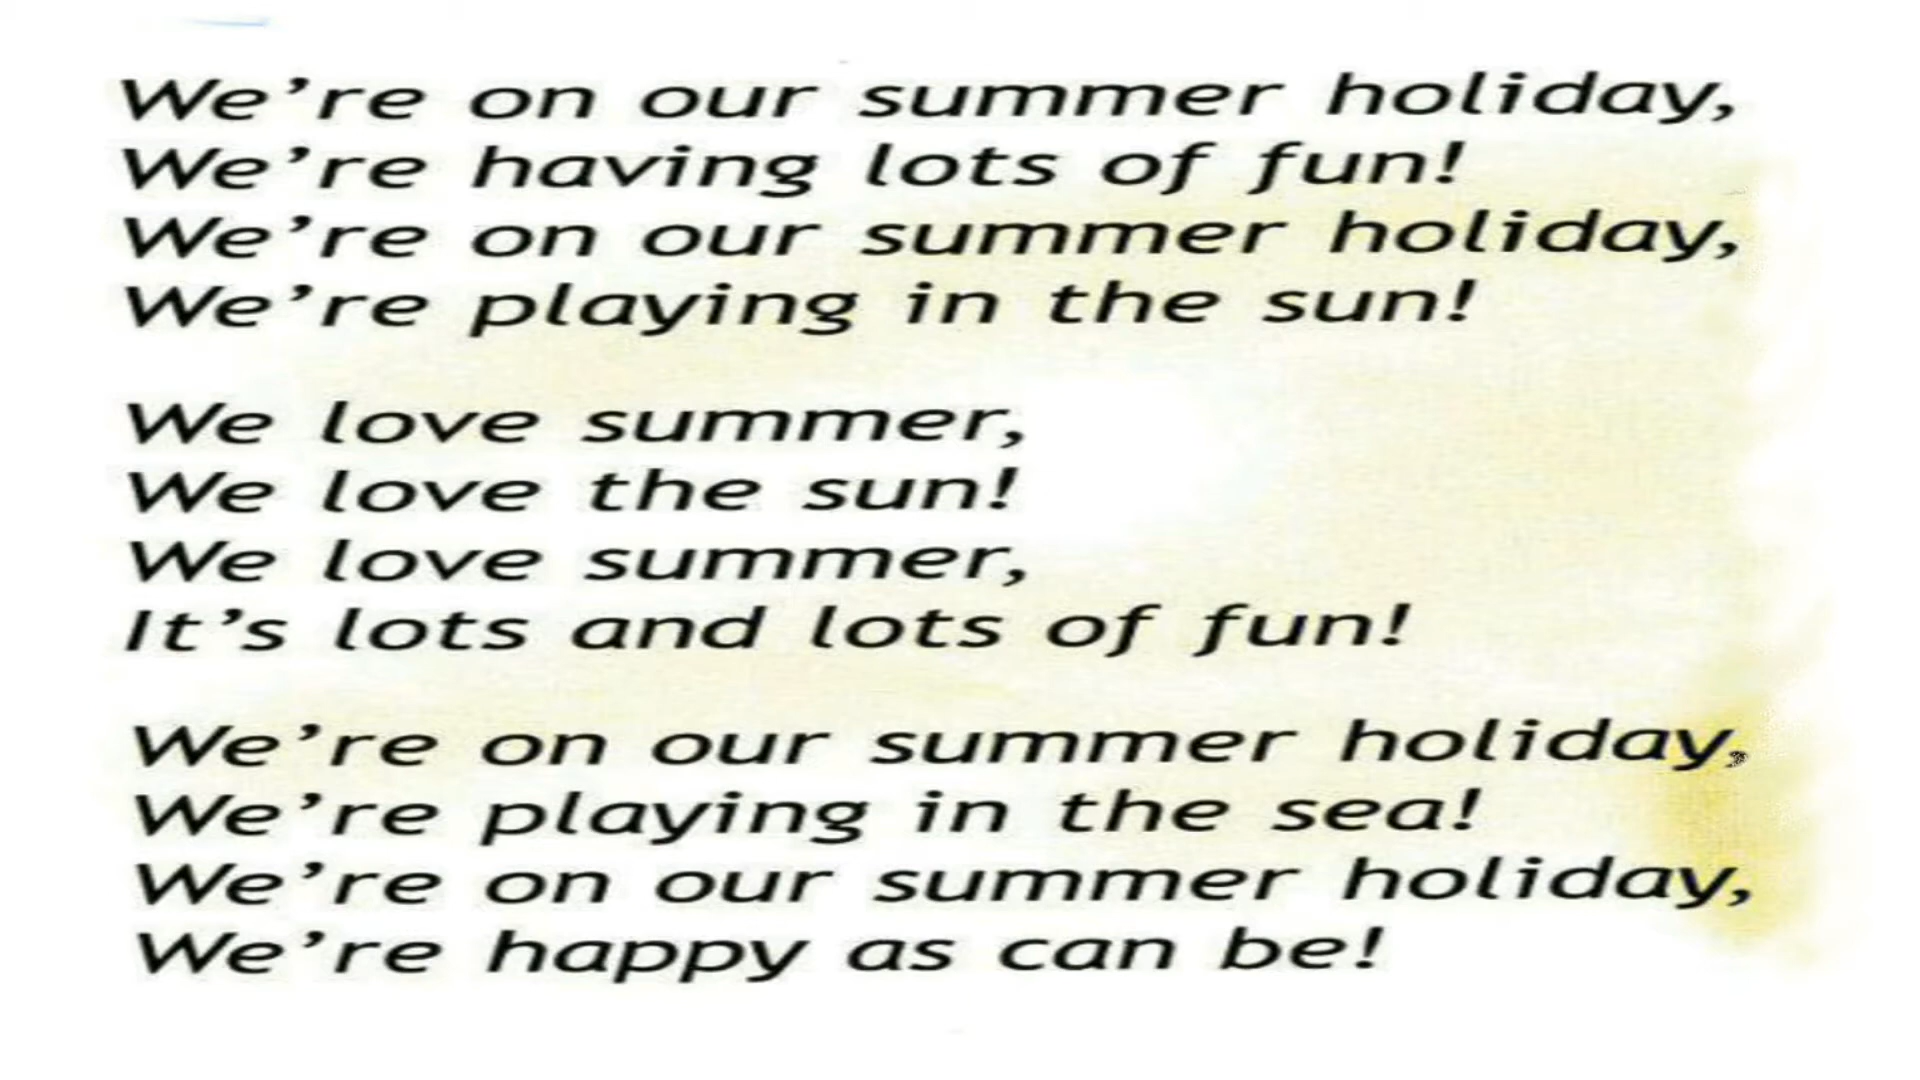 We're on our summer holiday,
We're having lots of fun!
We're on our summer holiday,
We're playing in the sun!
We love summer,
We love the sun!
We love summer,
It's lots and lots of fun!
We're on our summer holiday,
We're playing in the sea!
We're on our summer holiday,
We're happy as can be!